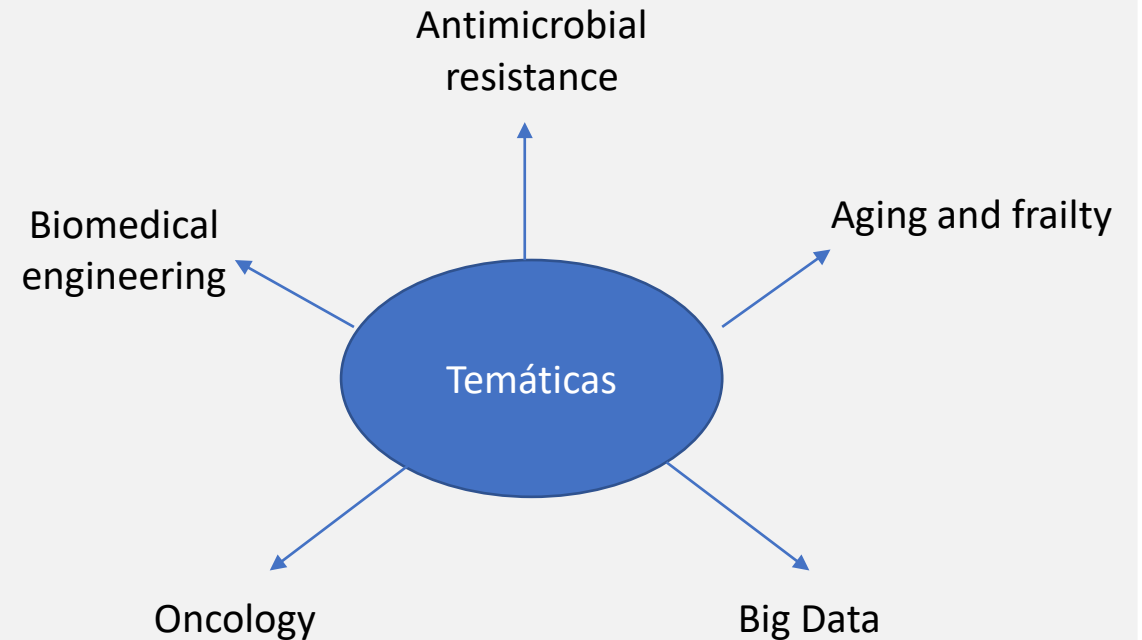 Antimicrobial
resistance
Biomedical
engineering
Aging and frailty
Temáticas
Oncology
Big Data